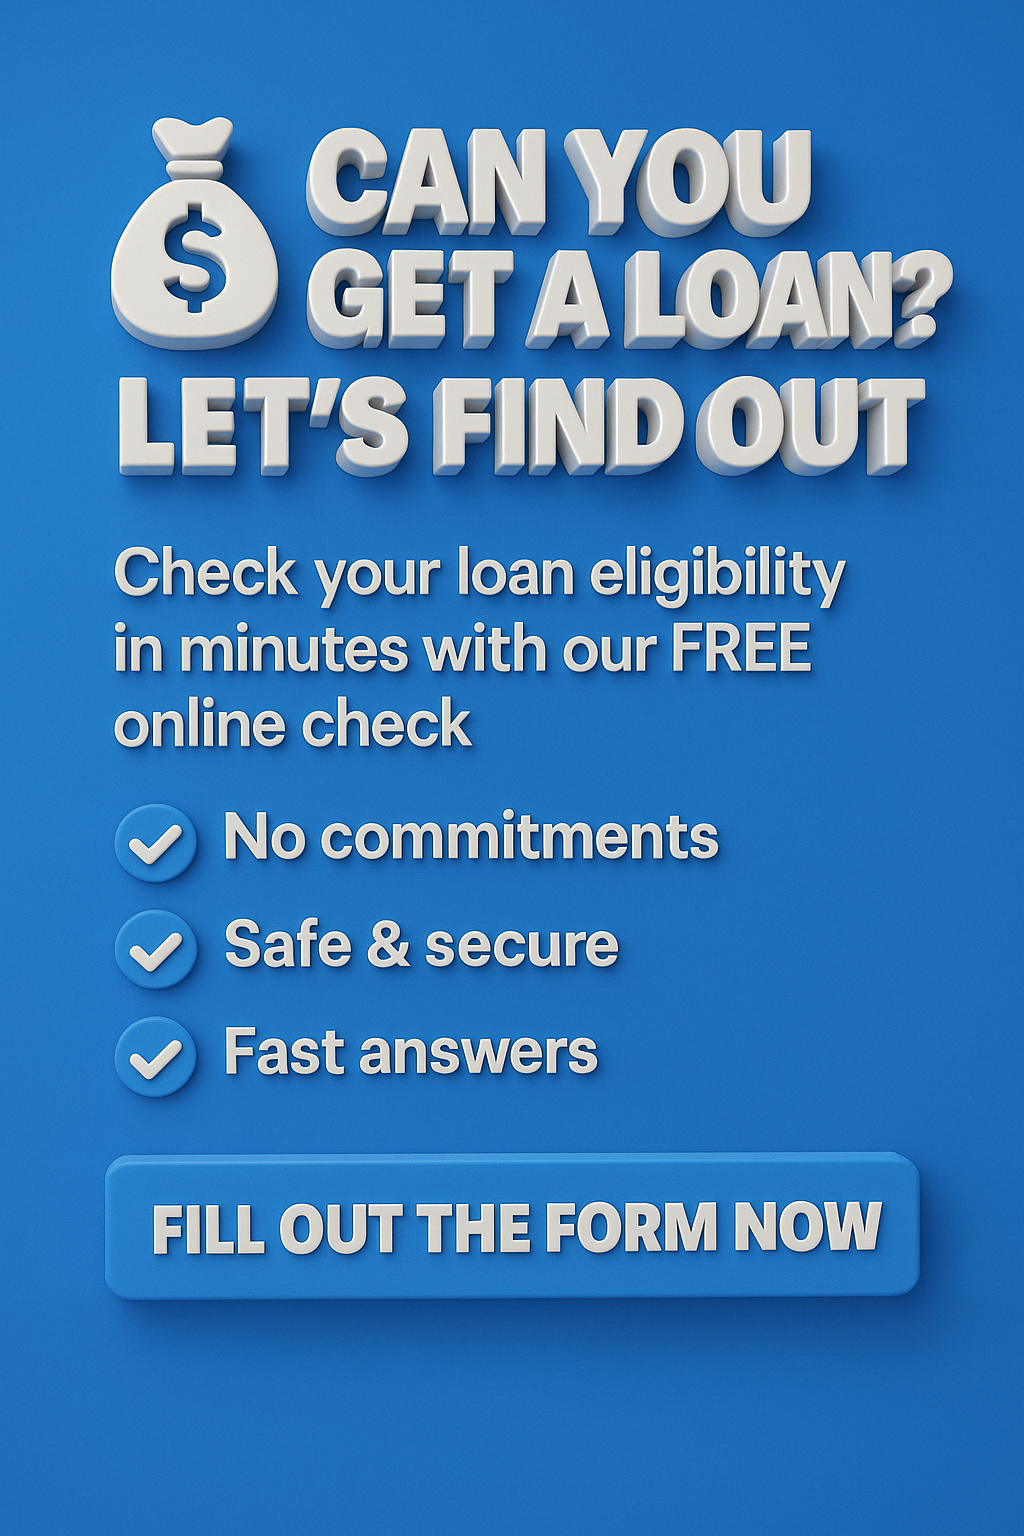 $
CAN YOU
GET A LOAN?
LET'S FIND OUT
Check your loan eligibility
in minutes with our FREE
online check
No commitments
Safe & secure
Fast answers
FILL OUT THE FORM NOW